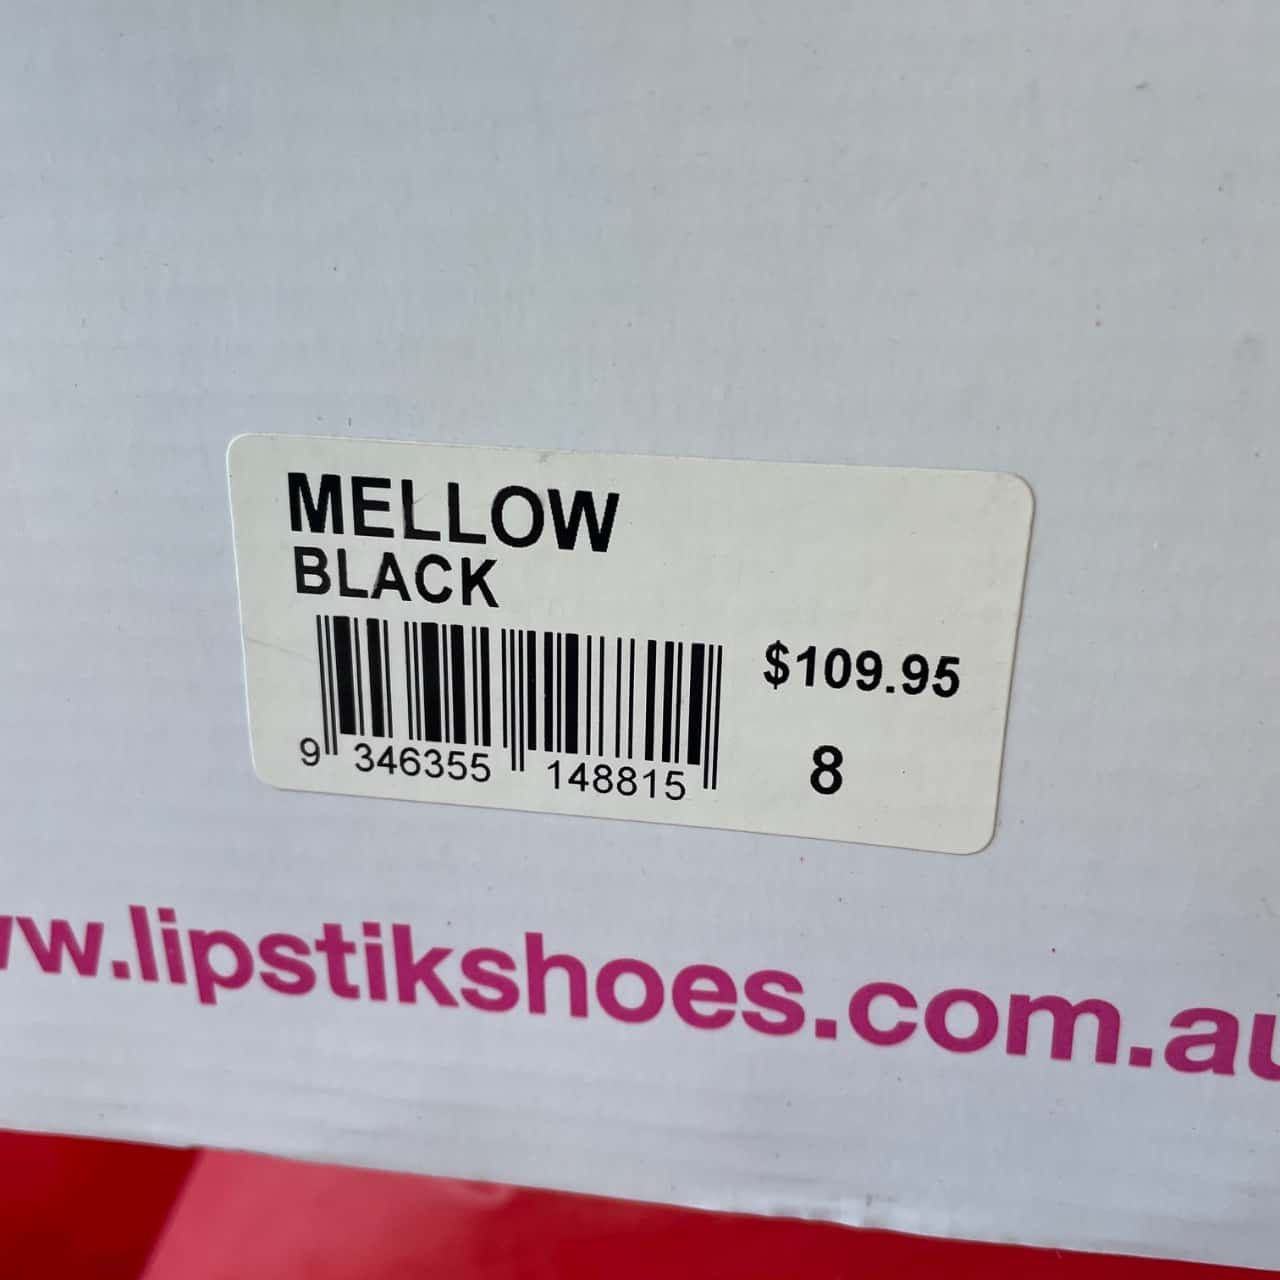 MELLOW
BLACK
$109.95
9 346355 148815
8
w.lipstikshoes.com.au